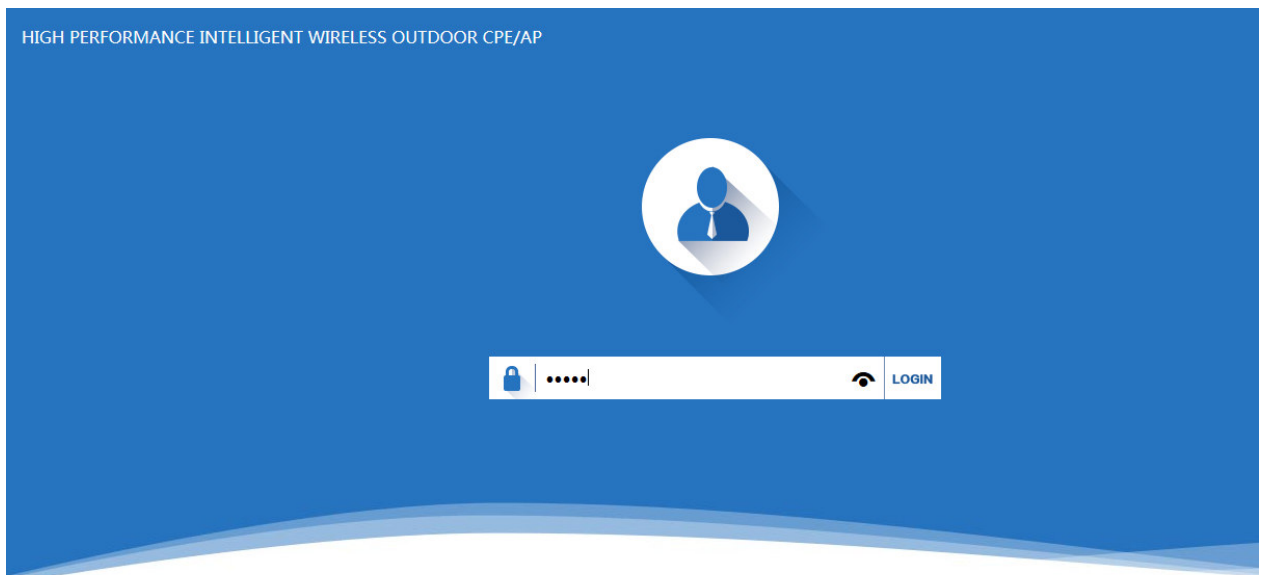 HIGH PERFORMANCE INTELLIGENT WIRELESS OUTDOOR CPE/AP
•••••
LOGIN